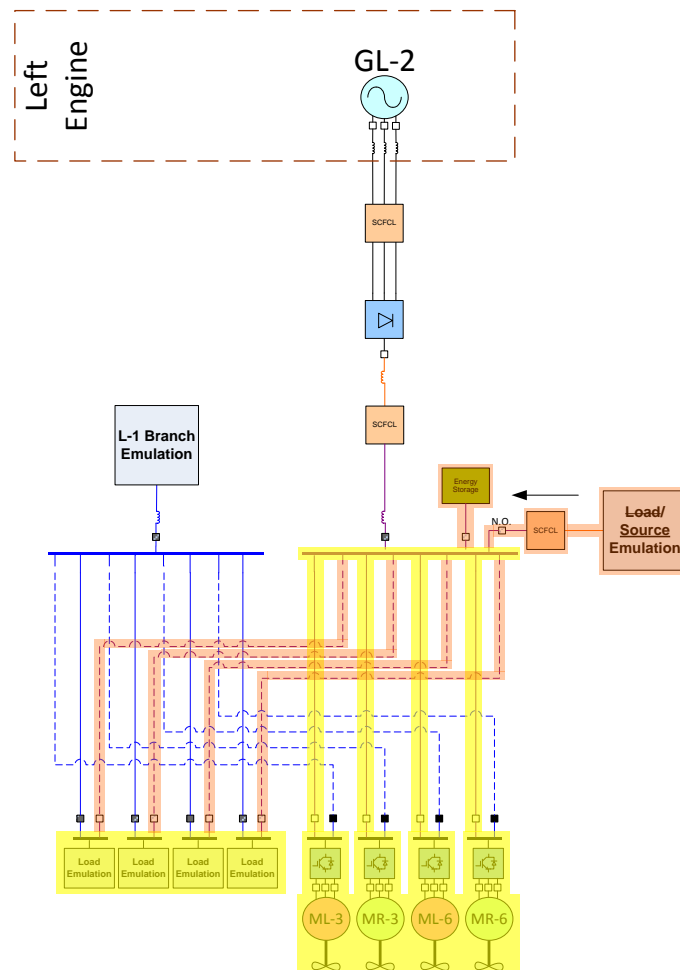 Left
Engine
GL-2
SCFCL
SCFCL
L-1 Branch
Emulation
Energy
Storage
N.O.
SCFCL
Load/
Source
Emulation
Load
Emulation
Load
Emulation
Load
Emulation
Load
Emulation
ML-3
MR-3
ML-6
MR-6